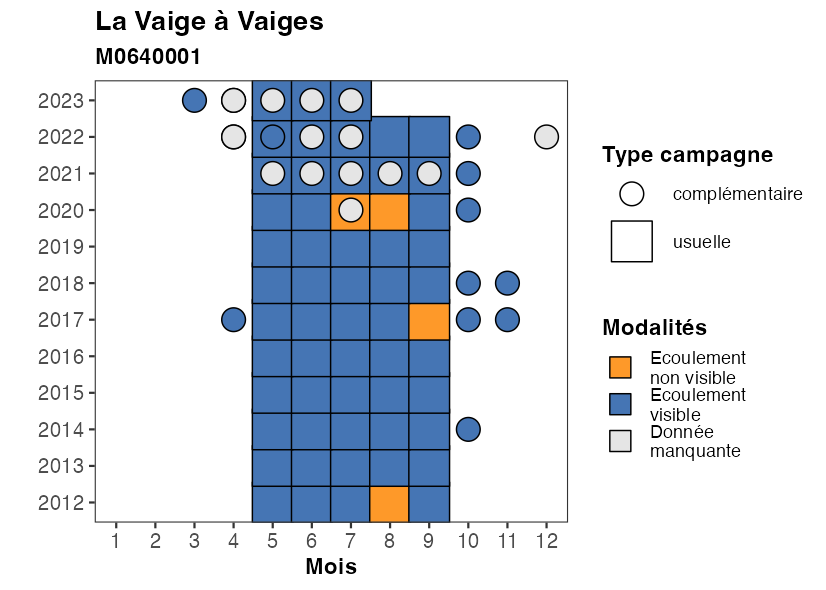 La Vaige à Vaiges
M0640001
2023
2022
2021
2020
2019
2018
2017
2016
2015
2014
2013
2012
1 2 3 4 5 6 7 8 9 10 11 12
Mois
Type campagne
complémentaire
usuelle
Modalités
Ecoulement
non visible
Ecoulement
visible
Donnée
manquante